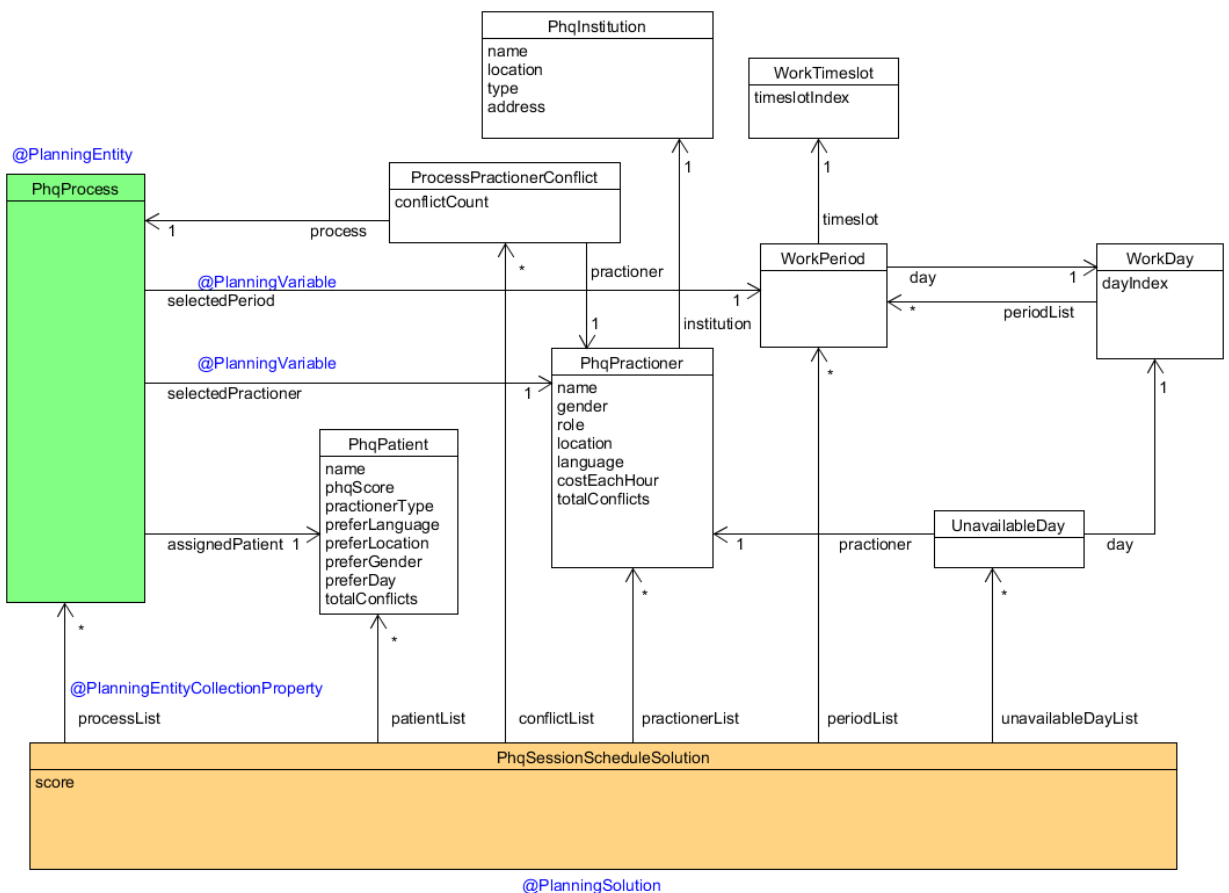 PhqInstitution
name
location
type
address
WorkTimeslot
timeslotIndex
@PlanningEntity
PhqProcess
ProcessPractionerConflict
conflictCount
1
process
1
1
timeslot
*
practioner
1
institution
WorkPeriod
day
1
WorkDay
dayIndex
*
periodList
@PlanningVariable
selectedPeriod
1
@PlanningVariable
selectedPractioner
1
PhqPractioner
name
gender
role
location
language
costEachHour
totalConflicts
*
1
PhqPatient
name
phqScore
practionerType
preferLanguage
preferLocation
preferGender
preferDay
totalConflicts
assignedPatient 1
1
practioner
UnavailableDay
day
*
*
*
*
@PlanningEntityCollectionProperty
processList
patientList
conflictList
practionerList
periodList
unavailableDayList
PhqSessionScheduleSolution
score
@PlanningSolution